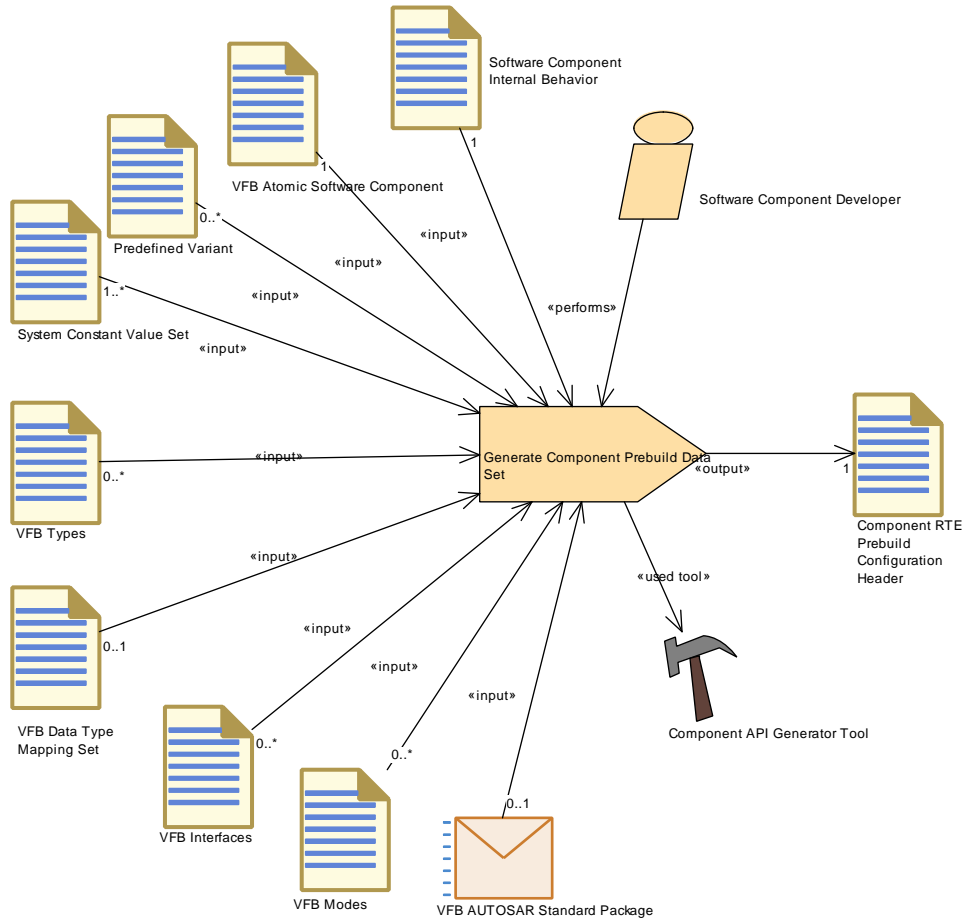 Software Component
Internal Behavior
1
VFB Atomic Software Component
1
Software Component Developer
Predefined Variant
0..*
«input»
«input»
«input»
«performs»
System Constant Value Set
1..*
«input»
VFB Types
0..*
«input»
Generate Component Prebuild Data
Set
«output»
1
Component RTE
Prebuild
Configuration
Header
«input»
0..1
VFB Data Type
Mapping Set
«used tool»
Component API Generator Tool
«input»
0..*
VFB Interfaces
«input»
0..*
VFB Modes
«input»
0..1
VFB AUTOSAR Standard Package